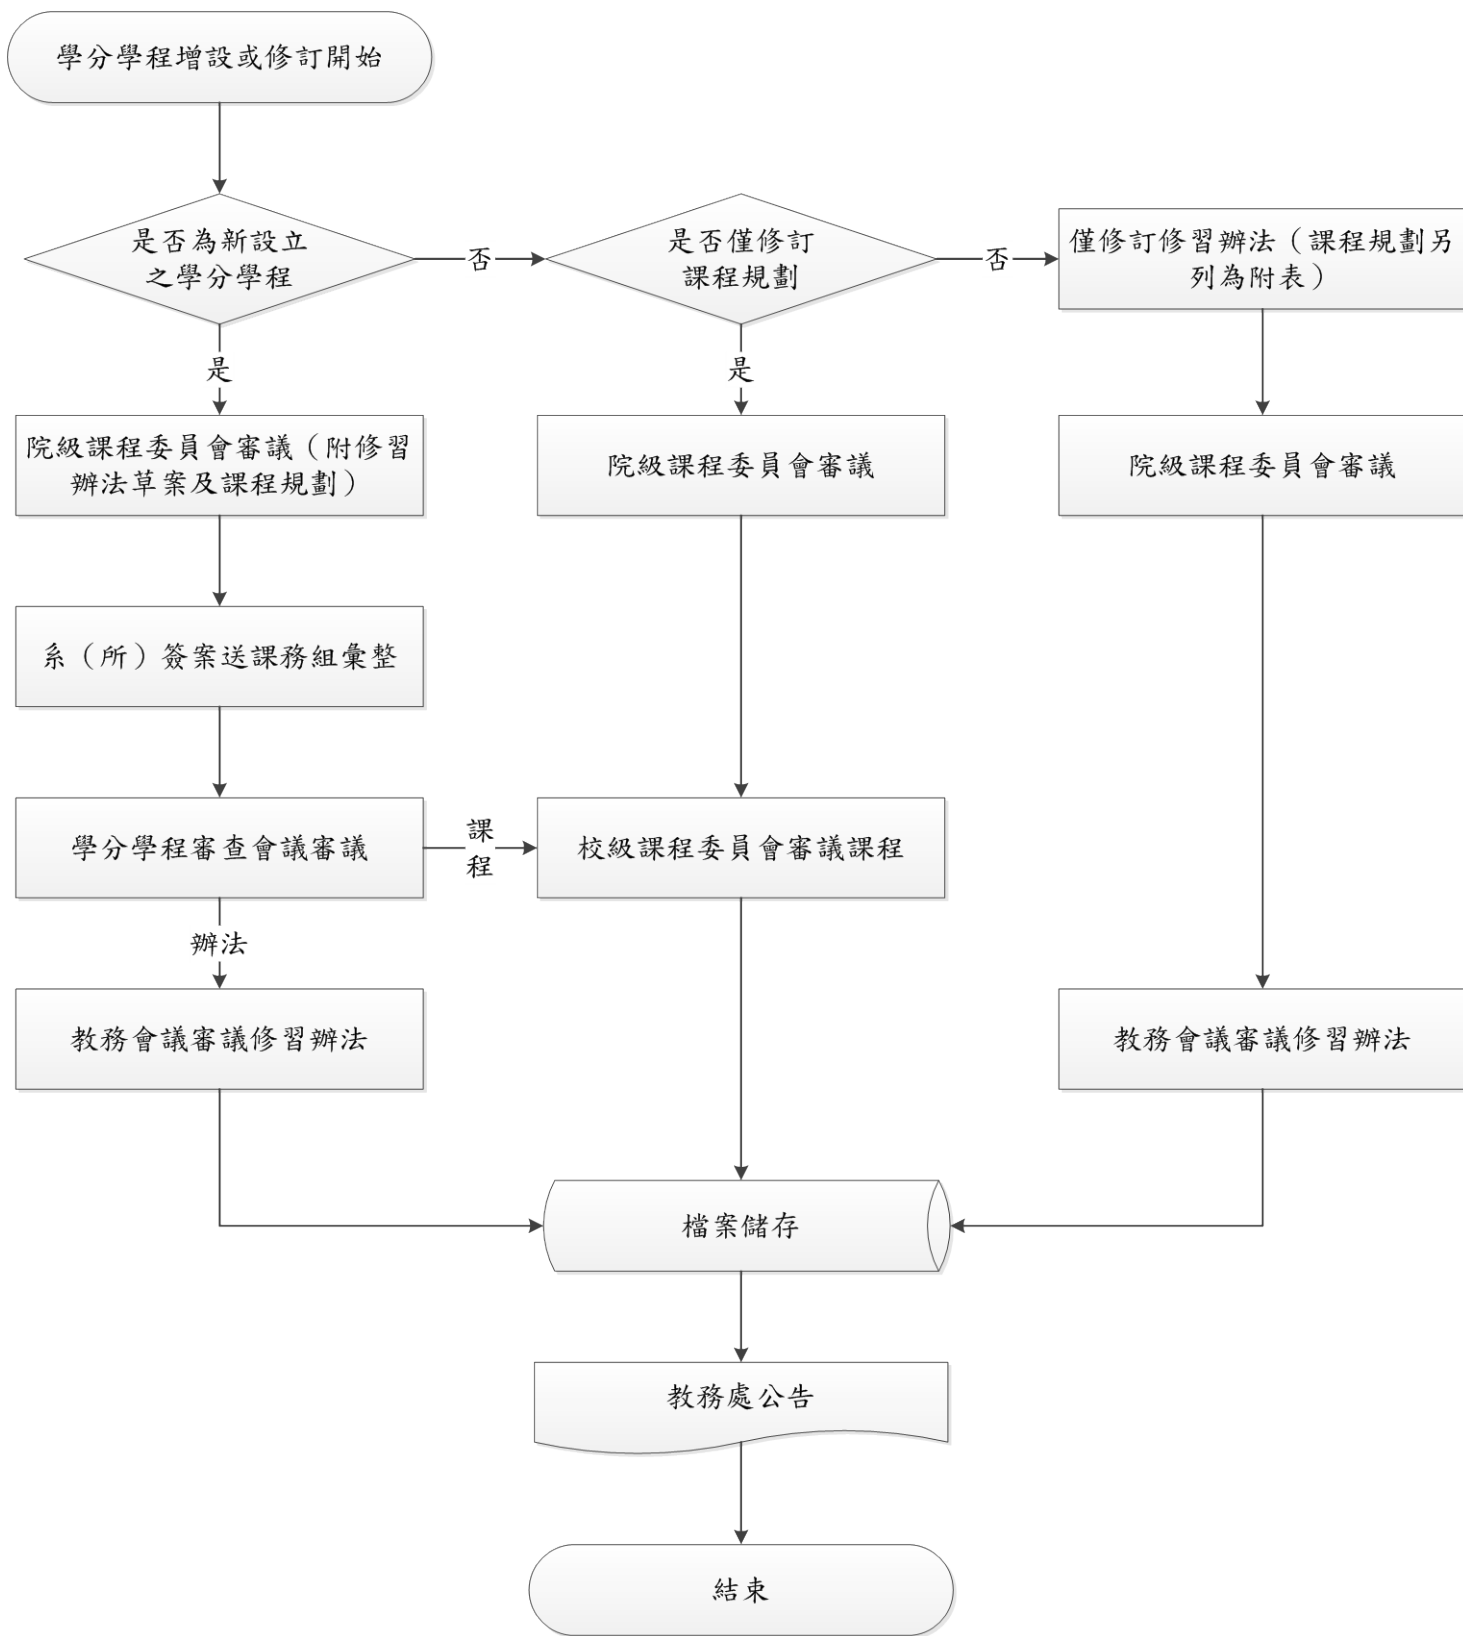 學分學程增設或修訂開始
是否為新設立
之學分學程
否
是否僅修訂
課程規劃
否
僅修訂修習辦法（課程規劃另
列為附表）
是
是
院級課程委員會審議（附修習
辦法草案及課程規劃）
院級課程委員會審議
院級課程委員會審議
系（所）簽案送課務組彙整
學分學程審查會議審議
課
程
校級課程委員會審議課程
辦法
教務會議審議修習辦法
教務會議審議修習辦法
檔案儲存
教務處公告
結束